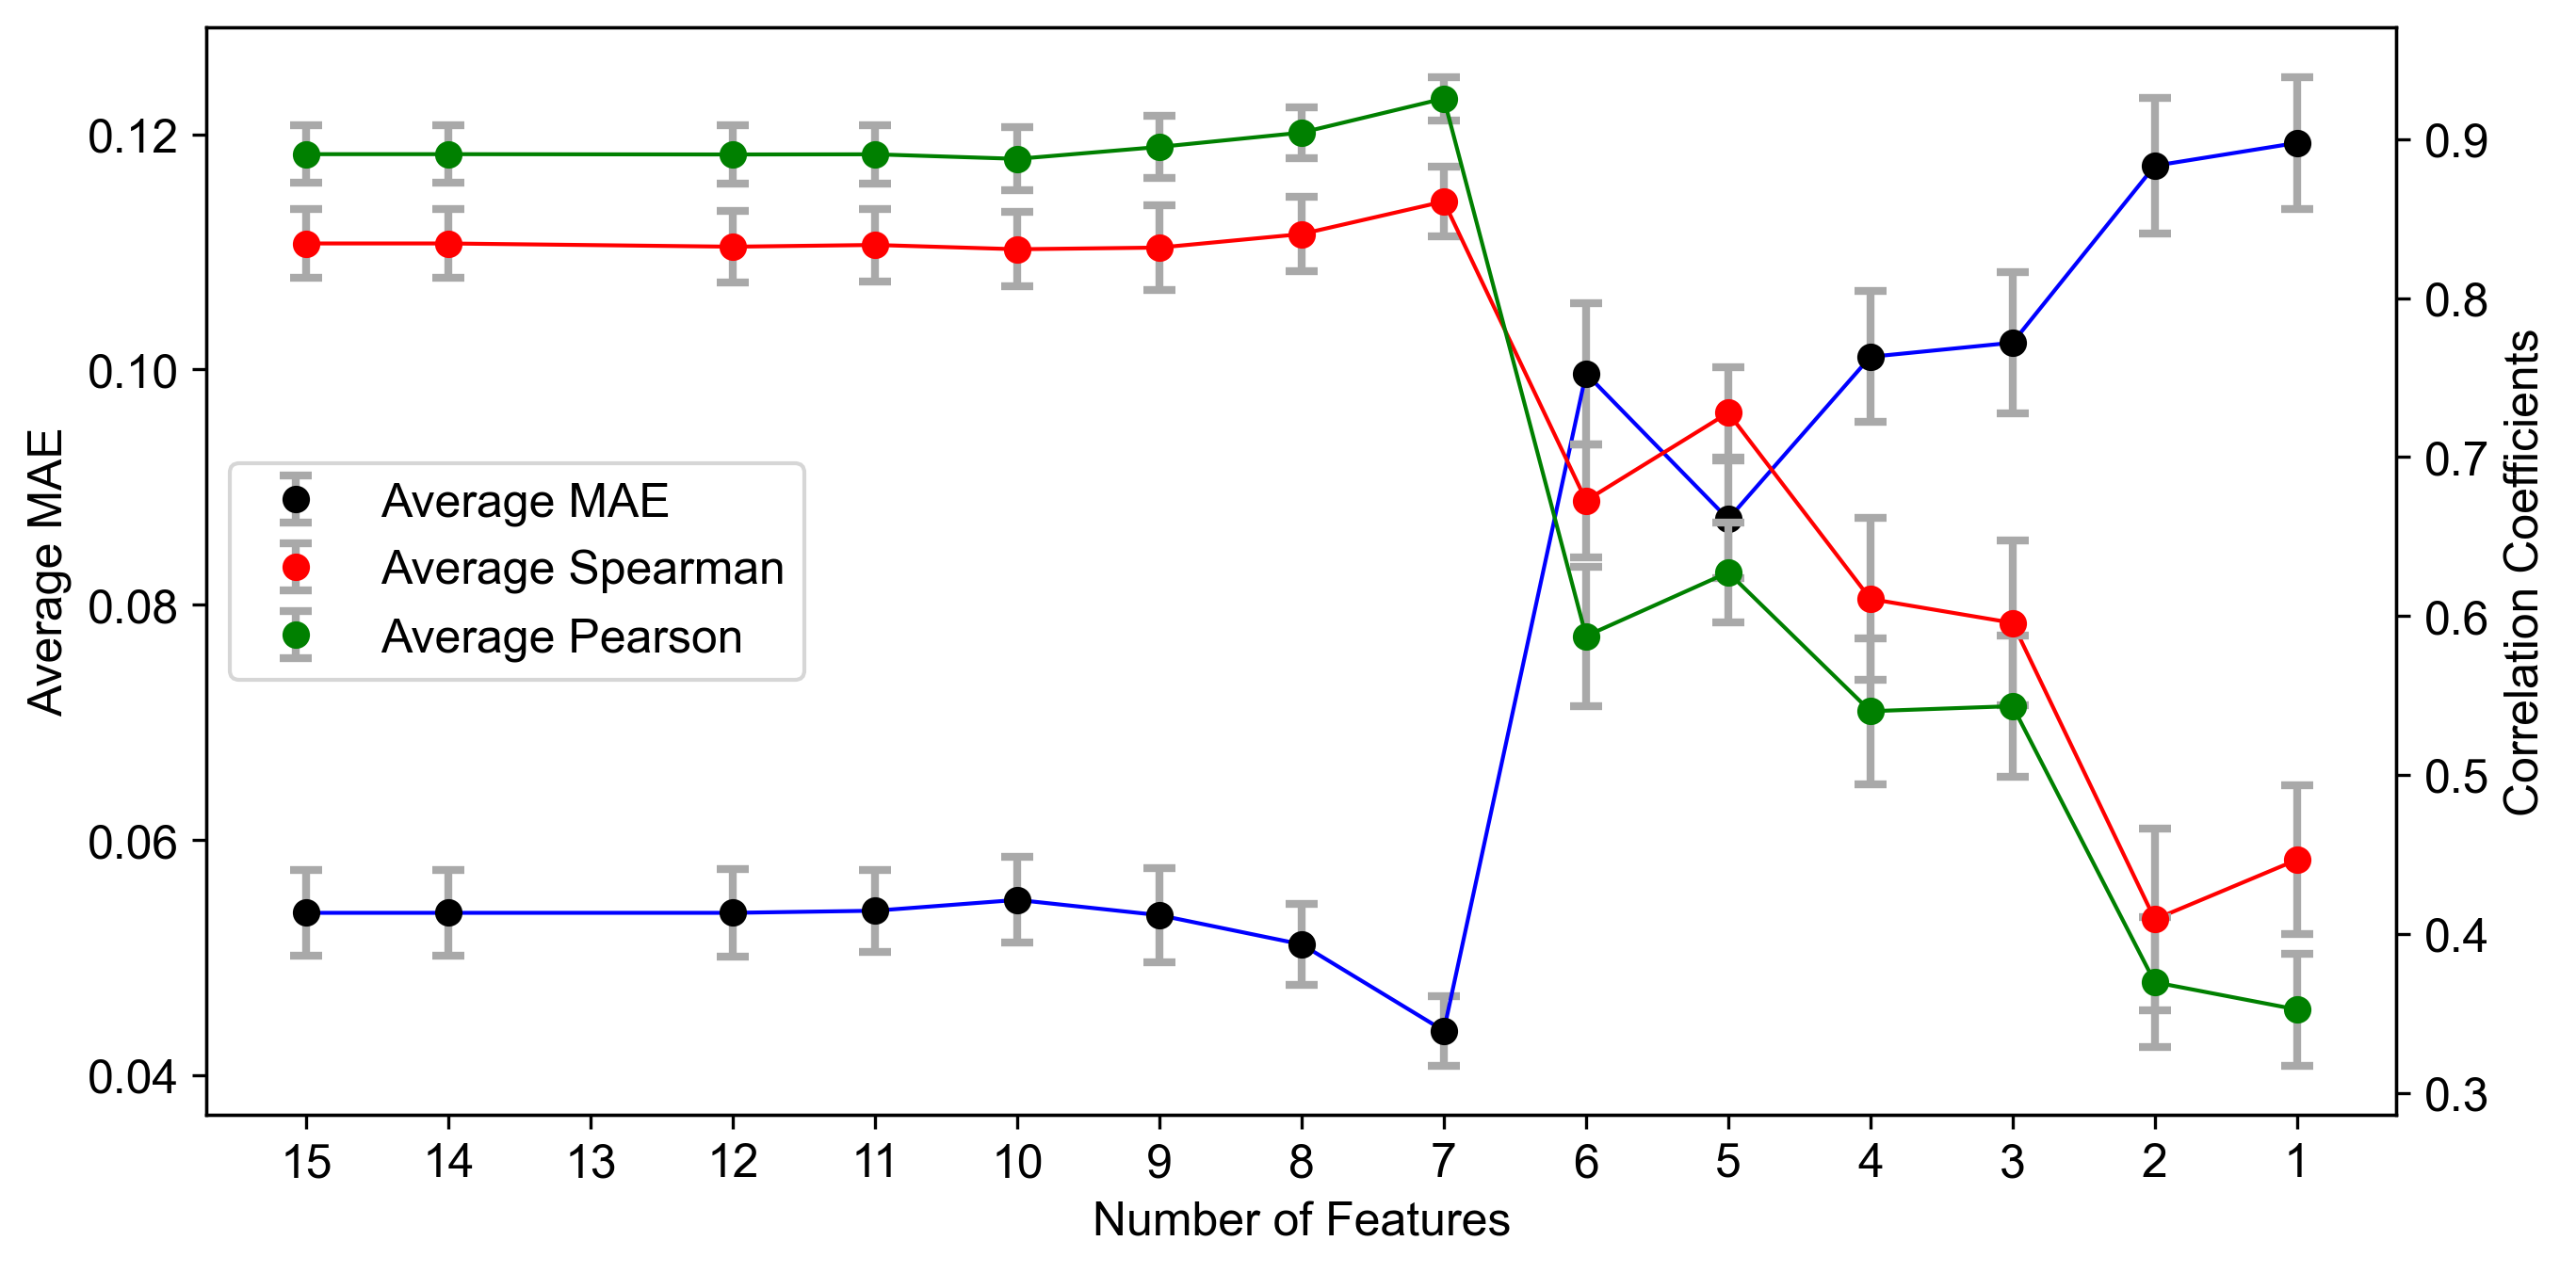 0.12
0.10
0.08
0.06
0.04
Average MAE
Average MAE
Average Spearman
Average Pearson
0.9
0.8
0.7
0.6
0.5
0.4
0.3
Correlation Coefficients
15 14 13 12 11 10 9 8 7 6 5 4 3 2 1
Number of Features